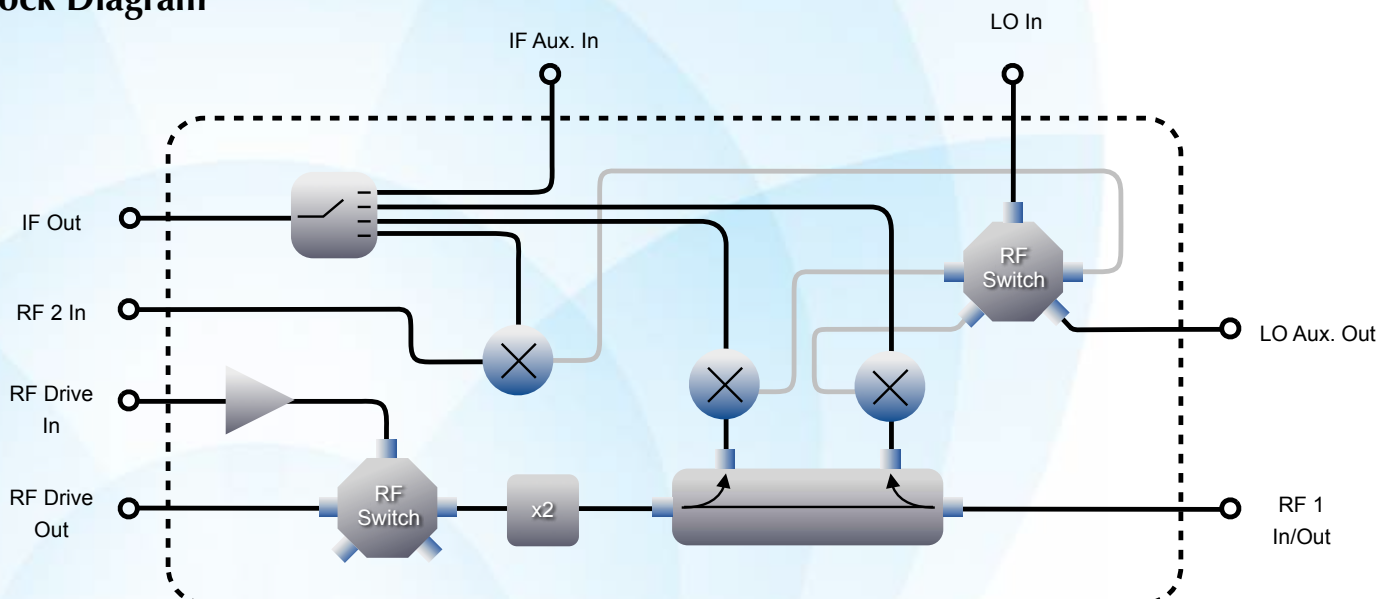 ock Diagram
LO In
IF Aux. In
IF Out
RF
Switch
RF 2 In
LO Aux. Out
RF Drive
In
RF Drive
Out
RF
Switch
x2
RF 1
In/Out